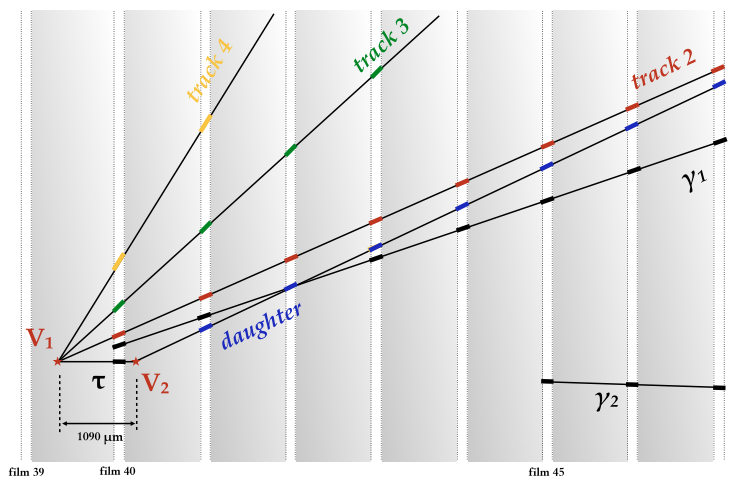 track 4
track 3
track 2
γ1
V1
daughter
τ
V2
γ2
1090 μm
film 39
film 40
film 45